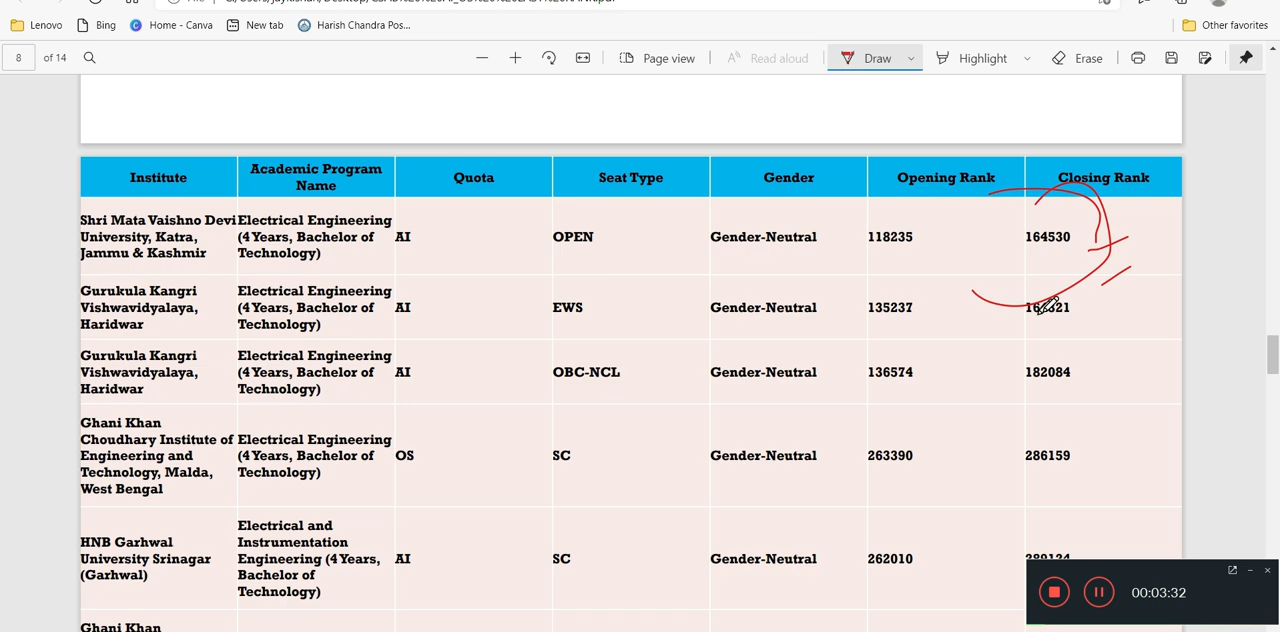 Lenovo Bing Home - Canva New tab Harish Chandra Pos... Other favorites
8 of 14 Page view Read aloud Draw Highlight Erase
Institute Academic Program Name Quota Seat Type Gender Opening Rank Closing Rank
Shri Mata Vaishno Devi University, Katra, Jammu & Kashmir Electrical Engineering (4 Years, Bachelor of Technology) AI OPEN Gender-Neutral 118235 164530
Gurukula Kangri Vishwavidyalaya, Haridwar Electrical Engineering (4 Years, Bachelor of Technology) AI EWS Gender-Neutral 135237
Gurukula Kangri Vishwavidyalaya, Haridwar Electrical Engineering (4 Years, Bachelor of Technology) AI OBC-NCL Gender-Neutral 136574 182084
Ghani Khan Choudhary Institute of Engineering and Technology, Malda, West Bengal Electrical Engineering (4 Years, Bachelor of Technology) OS SC Gender-Neutral 263390 286159
HNB Garhwal University Srinagar (Garhwal) Electrical and Instrumentation Engineering (4 Years, Bachelor of Technology) AI SC Gender-Neutral 262010
Ghani Khan
00:03:32